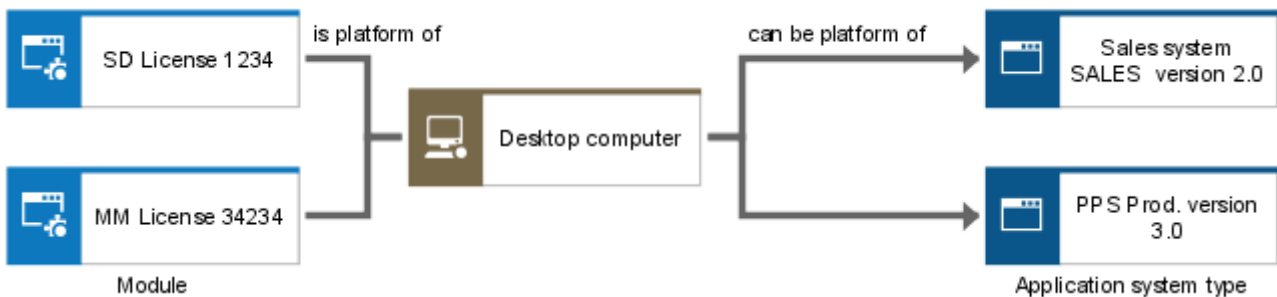 is platform of
can be platform of
SD License 1234
Sales system
SALES version 2.0
Desktop computer
MM License 34234
PPS Prod. version
3.0
Module
Application system type